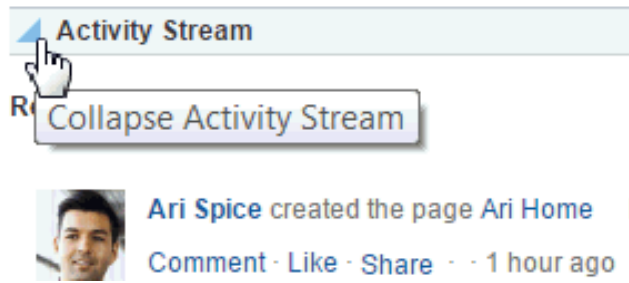 Activity Stream
Collapse Activity Stream
Ari Spice created the page Ari Home
Comment · Like · Share · · 1 hour ago